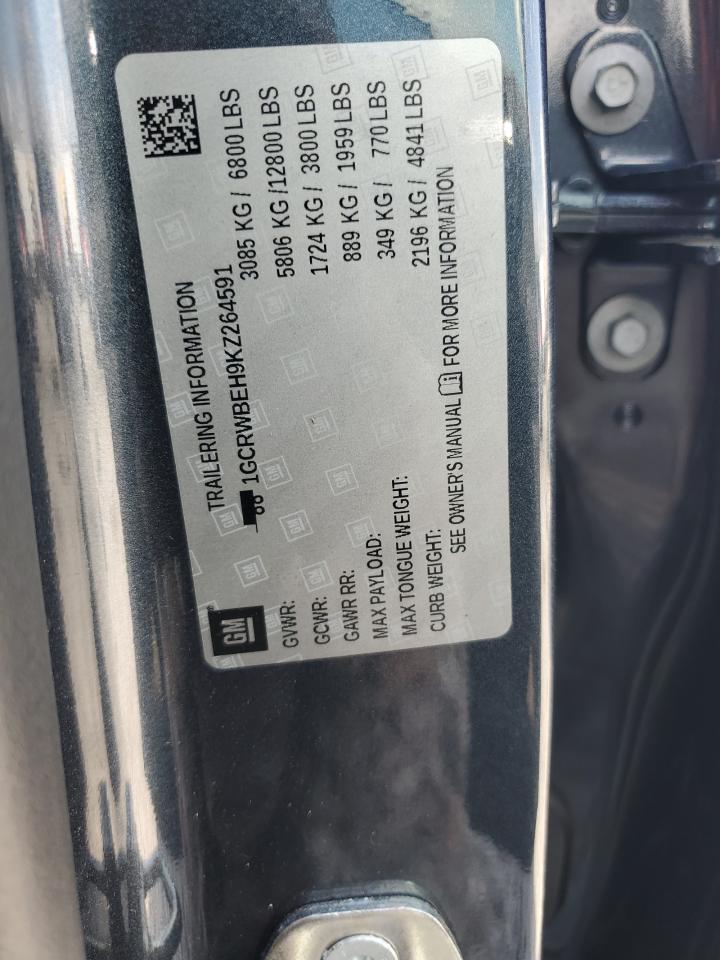 GM
TRAILERING INFORMATION
1GCRWBEH9KZ264591
GVWR: 3085 KG / 6800 LBS
GCWR: 5806 KG /12800 LBS
GAWR RR: 1724 KG / 3800 LBS
MAX PAYLOAD: 889 KG / 1959 LBS
MAX TONGUE WEIGHT: 349 KG / 770 LBS
CURB WEIGHT: 2196 KG / 4841 LBS
SEE OWNER'S MANUAL FOR MORE INFORMATION